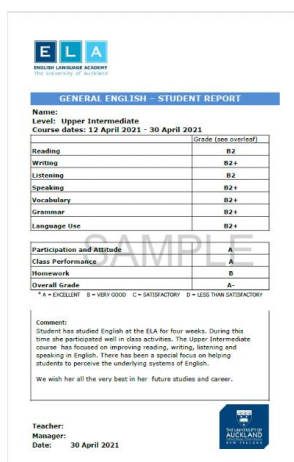 E L A
ENGLISH LANGUAGE ACADEMY
The University of Auckland
GENERAL ENGLISH – STUDENT REPORT
Name:
Level: Upper Intermediate
Course dates: 12 April 2021 - 30 April 2021
Grade (see overleaf)
Reading B2
Writing B2+
Listening B2
Speaking B2+
Vocabulary B2+
Grammar B2+
Language Use B2+
SAMPLE
Participation and Attitude A
Class Performance A
Homework B
Overall Grade A-
* A = EXCELLENT B = VERY GOOD C = SATISFACTORY D = LESS THAN SATISFACTORY
Comment:
Student has studied English at the ELA for four weeks. During this
time she participated well in class activities. The Upper Intermediate
course has focused on improving reading, writing, listening and
speaking in English. There has been a special focus on helping
students to perceive the underlying systems of English.
We wish her all the very best in her future studies and career.
Teacher:
Manager:
Date: 30 April 2021
THE UNIVERSITY OF
AUCKLAND
NEW ZEALAND